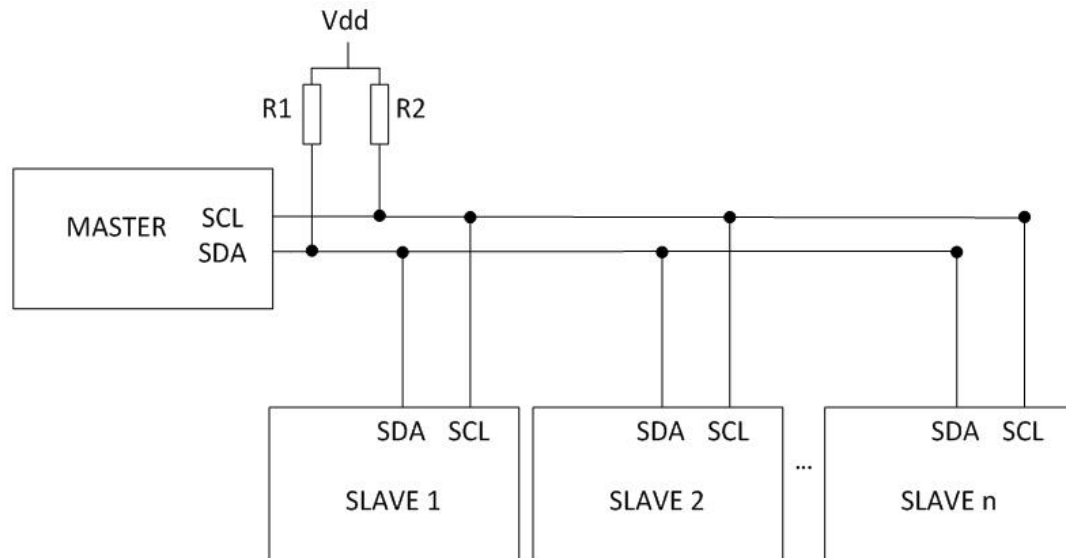 Vdd
R1 R2
MASTER SCL
SDA
SDA SCL SDA SCL SDA SCL
...
SLAVE 1 SLAVE 2 SLAVE n